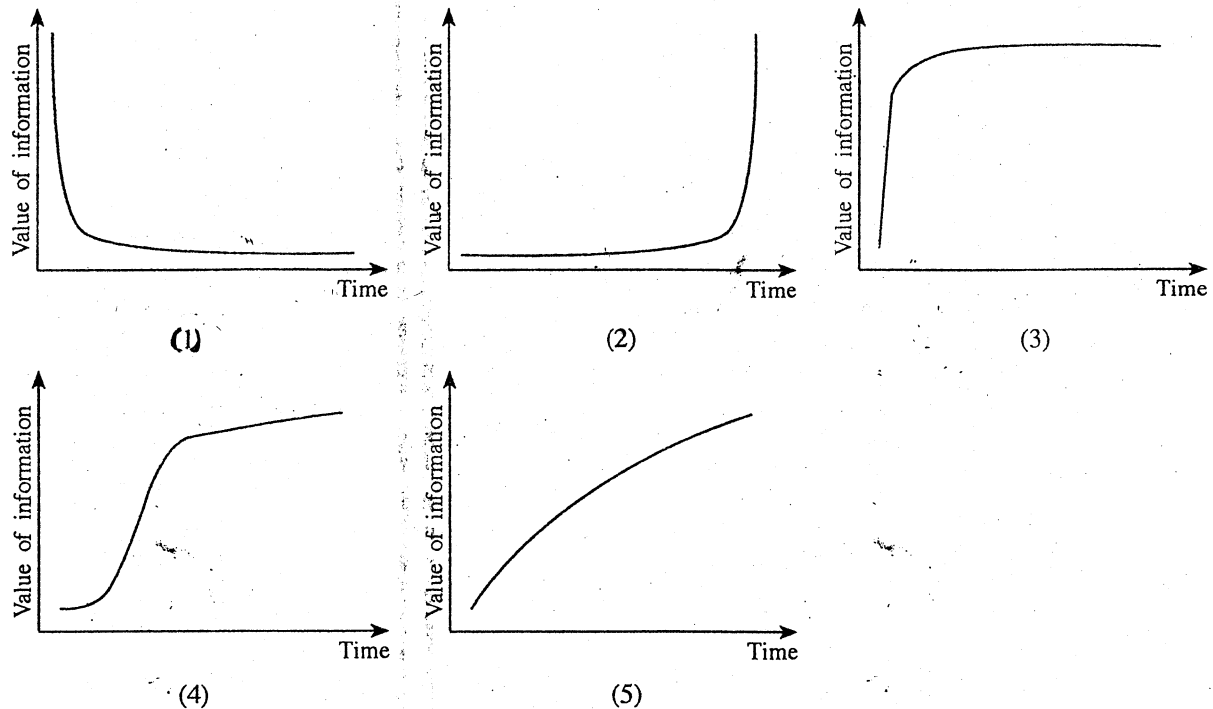 Value of information
Time
(1)
Value of information
Time
(2)
Value of information
Time
(3)
Value of information
Time
(4)
Value of information
Time
(5)